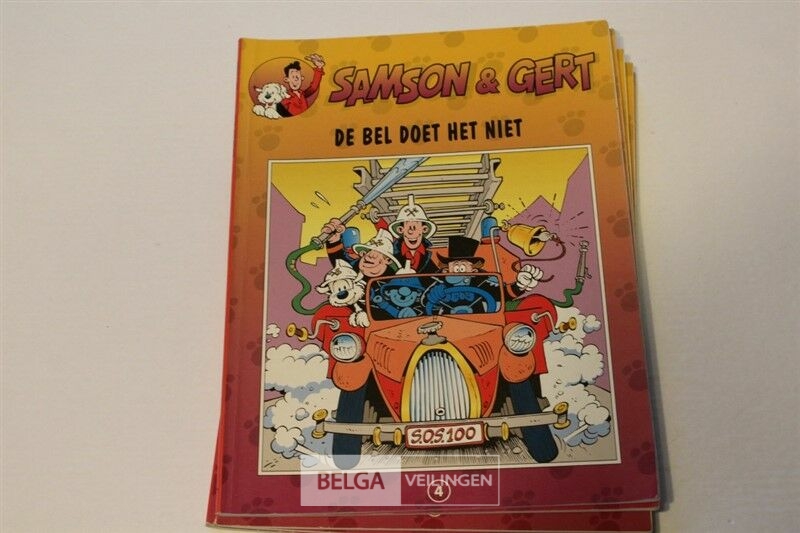 SAMSON & GERT
DE BEL DOET HET NIET
S.O.S. 100
BELGA VEILINGEN
4